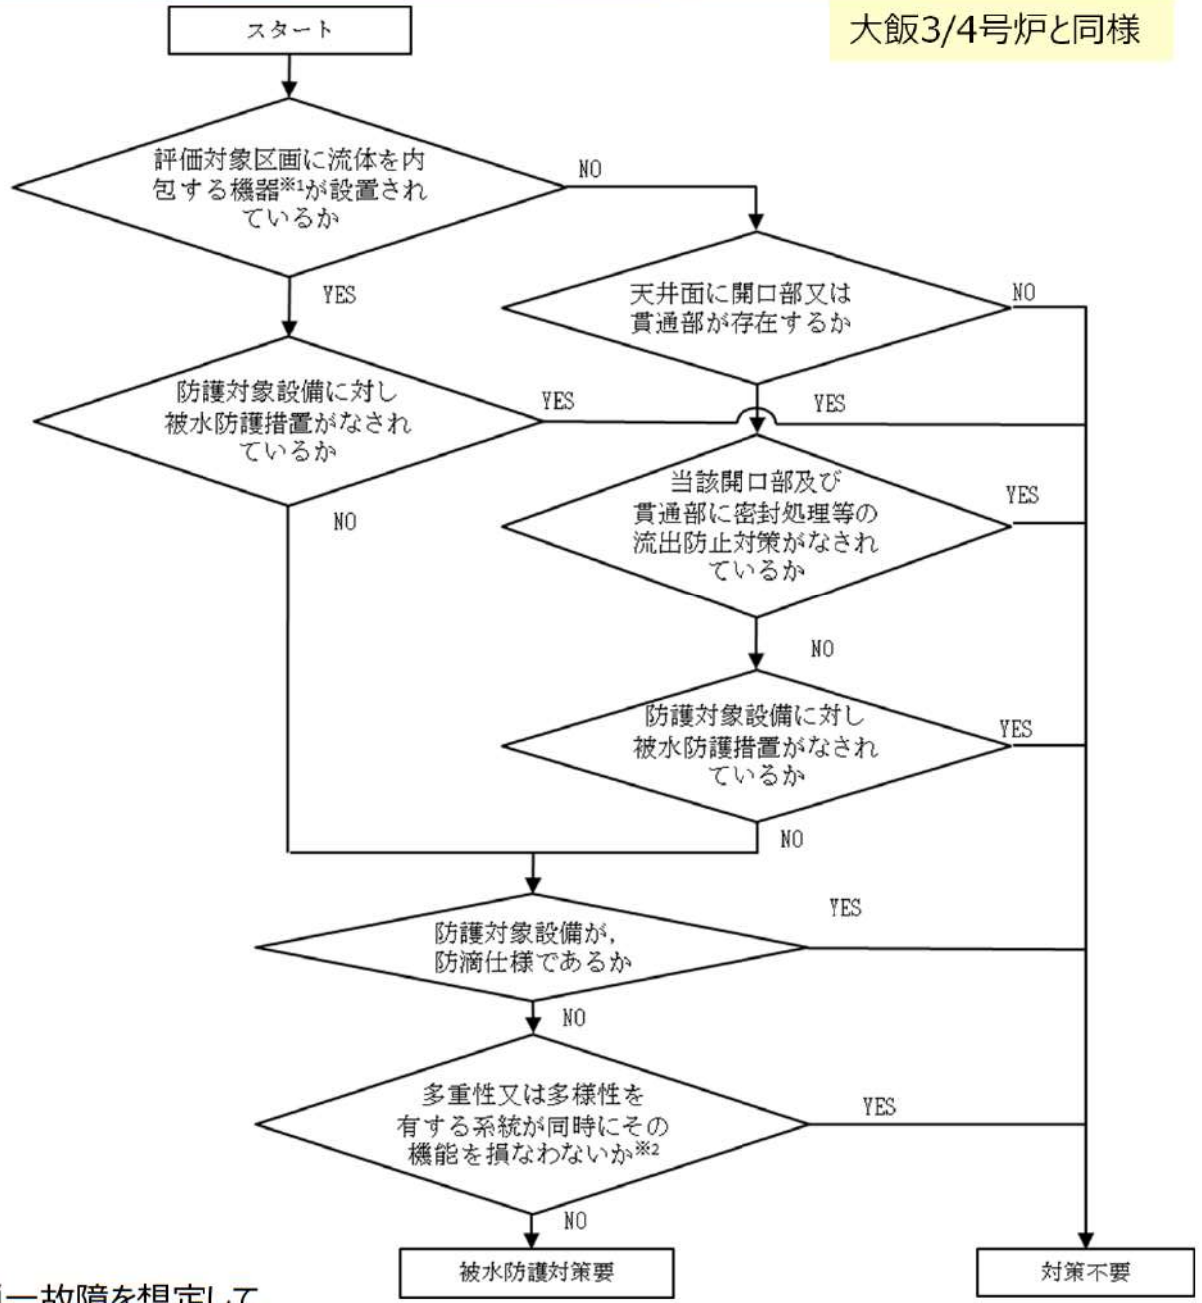 大飯3/4号炉と同様
スタート
評価対象区画に流体を内
包する機器※1が設置され
ているか
NO
YES
天井面に開口部又は
貫通部が存在するか
NO
YES
防護対象設備に対し
被水防護措置がなされ
ているか
YES
NO
当該開口部及び
貫通部に密封処理等の
流出防止対策がなされ
ているか
YES
NO
防護対象設備に対し
被水防護措置がなされ
ているか
YES
NO
防護対象設備が,
防滴仕様であるか
YES
NO
多重性又は多様性を
有する系統が同時にその
機能を損なわないか※2
YES
NO
被水防護対策要
対策不要
一故障を想定して